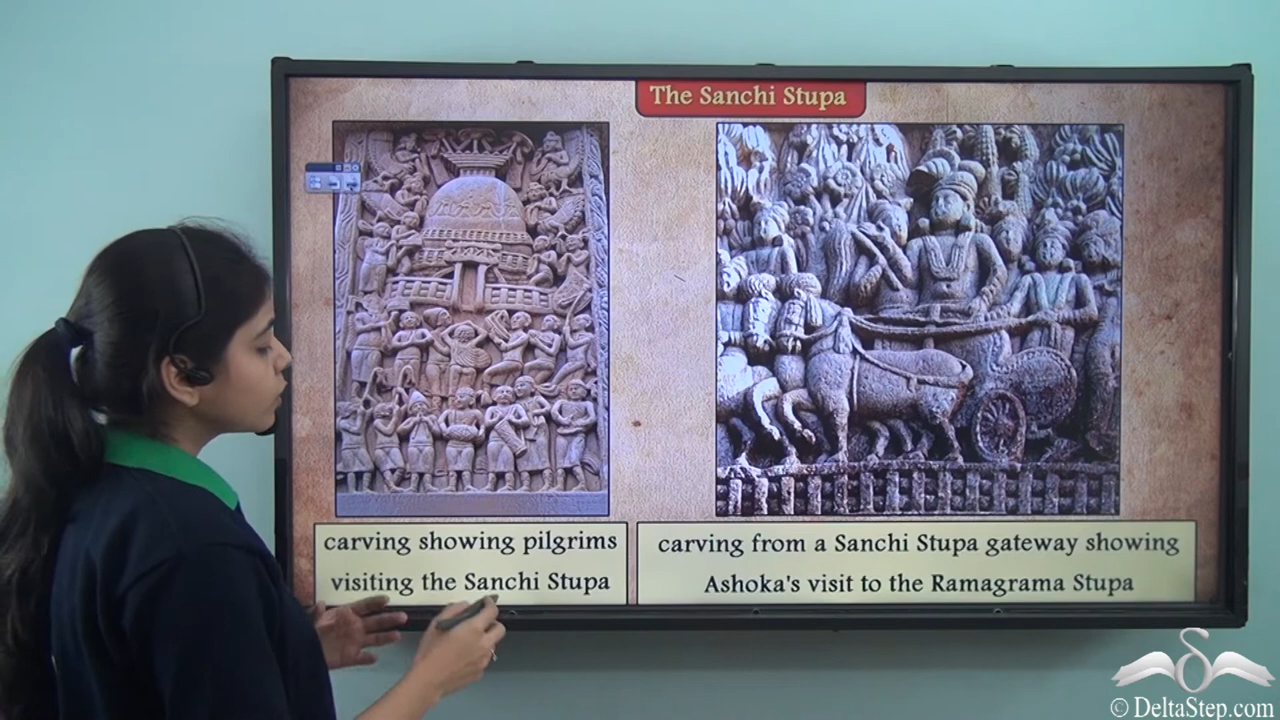 The Sanchi Stupa
carving showing pilgrims
visiting the Sanchi Stupa
carving from a Sanchi Stupa gateway showing
Ashoka's visit to the Ramagrama Stupa
© DeltaStep.com